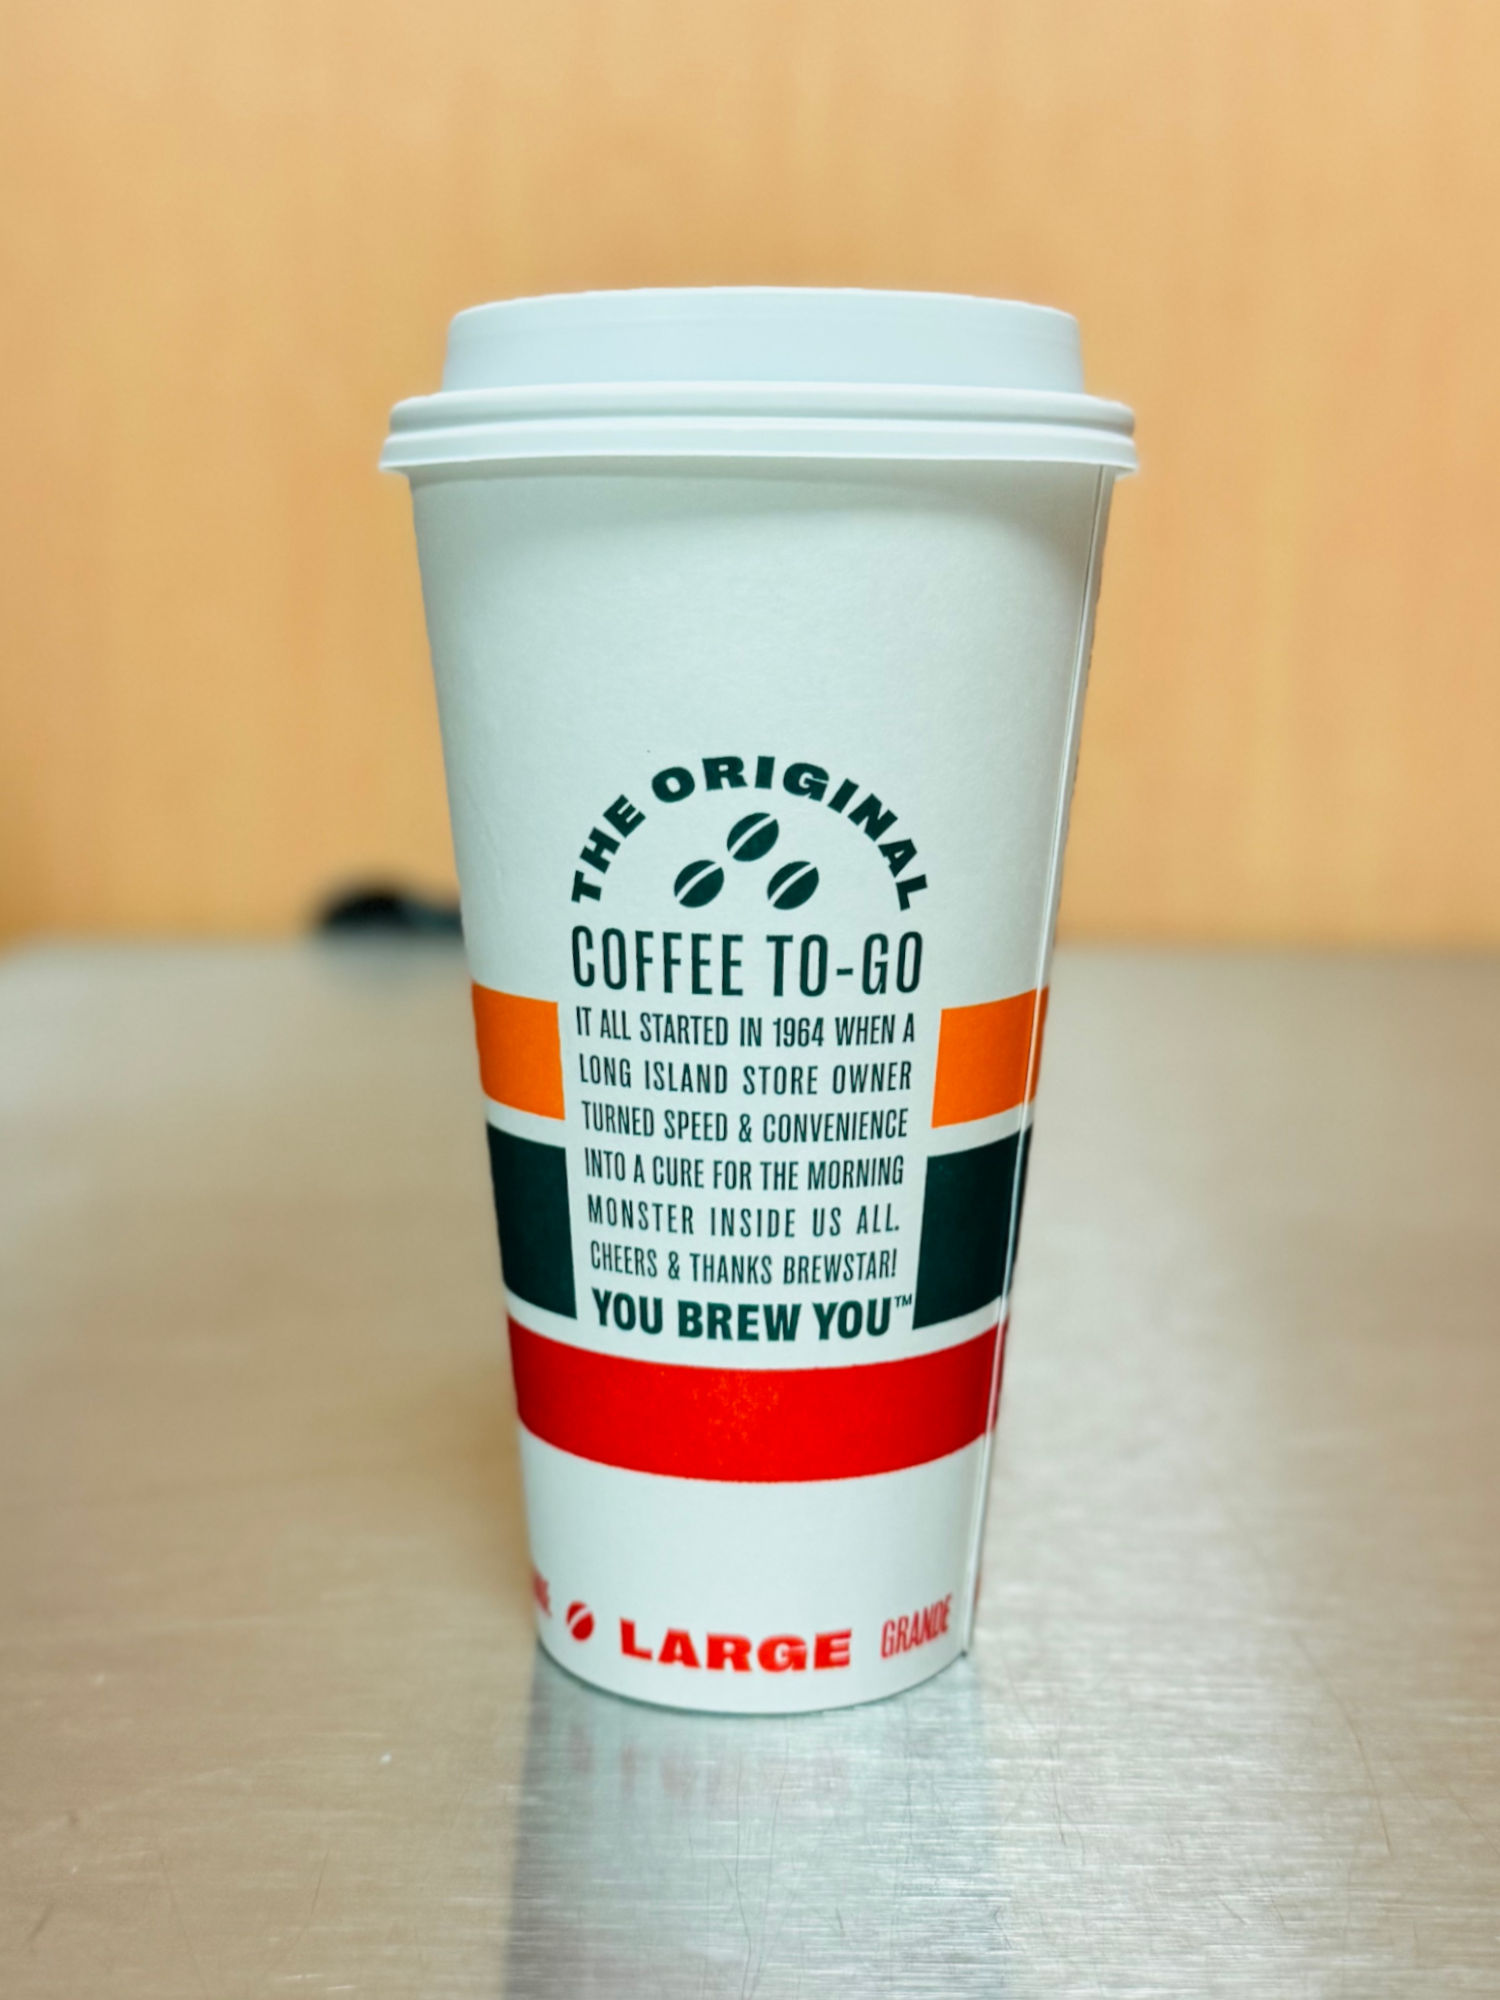 THE ORIGINAL
COFFEE TO-GO
IT ALL STARTED IN 1964 WHEN A
LONG ISLAND STORE OWNER
TURNED SPEED & CONVENIENCE
INTO A CURE FOR THE MORNING
MONSTER INSIDE US ALL.
CHEERS & THANKS BREWSTAR!
YOU BREW YOU™
LARGE GRANDE